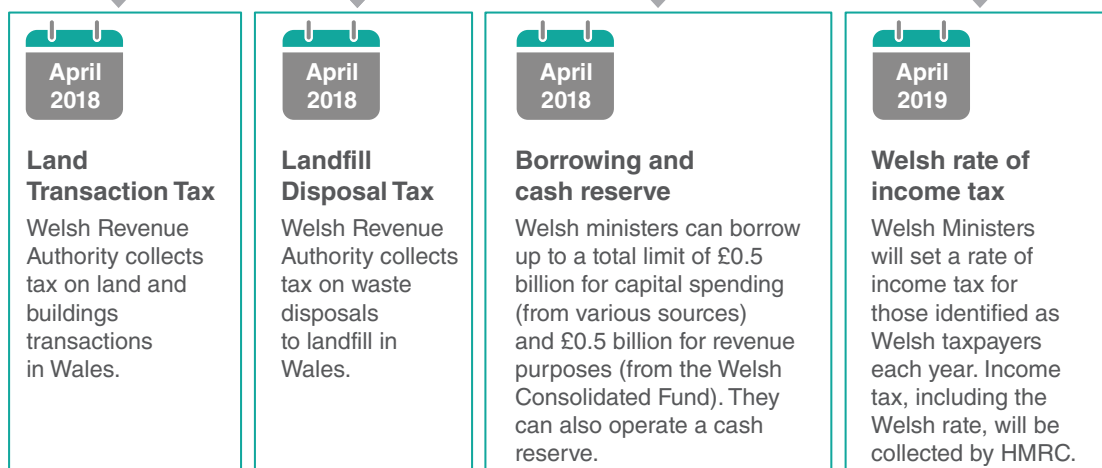 April
2018
Land
Transaction Tax
Welsh Revenue
Authority collects
tax on land and
buildings
transactions
in Wales.
April
2018
Landfill
Disposal Tax
Welsh Revenue
Authority collects
tax on waste
disposals
to landfill in
Wales.
April
2018
Borrowing and
cash reserve
Welsh ministers can borrow
up to a total limit of £0.5
billion for capital spending
(from various sources)
and £0.5 billion for revenue
purposes (from the Welsh
Consolidated Fund). They
can also operate a cash
reserve.
April
2019
Welsh rate of
income tax
Welsh Ministers
will set a rate of
income tax for
those identified as
Welsh taxpayers
each year. Income
tax, including the
Welsh rate, will be
collected by HMRC.